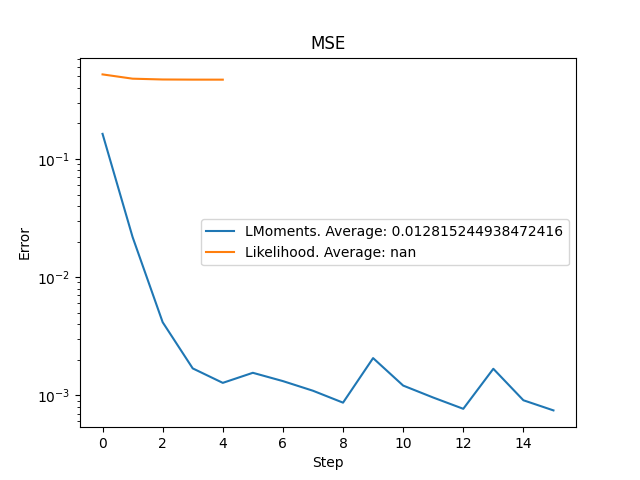 MSE
Error
10⁻¹
10⁻²
10⁻³
LMoments. Average: 0.012815244938472416
Likelihood. Average: nan
0 2 4 6 8 10 12 14
Step